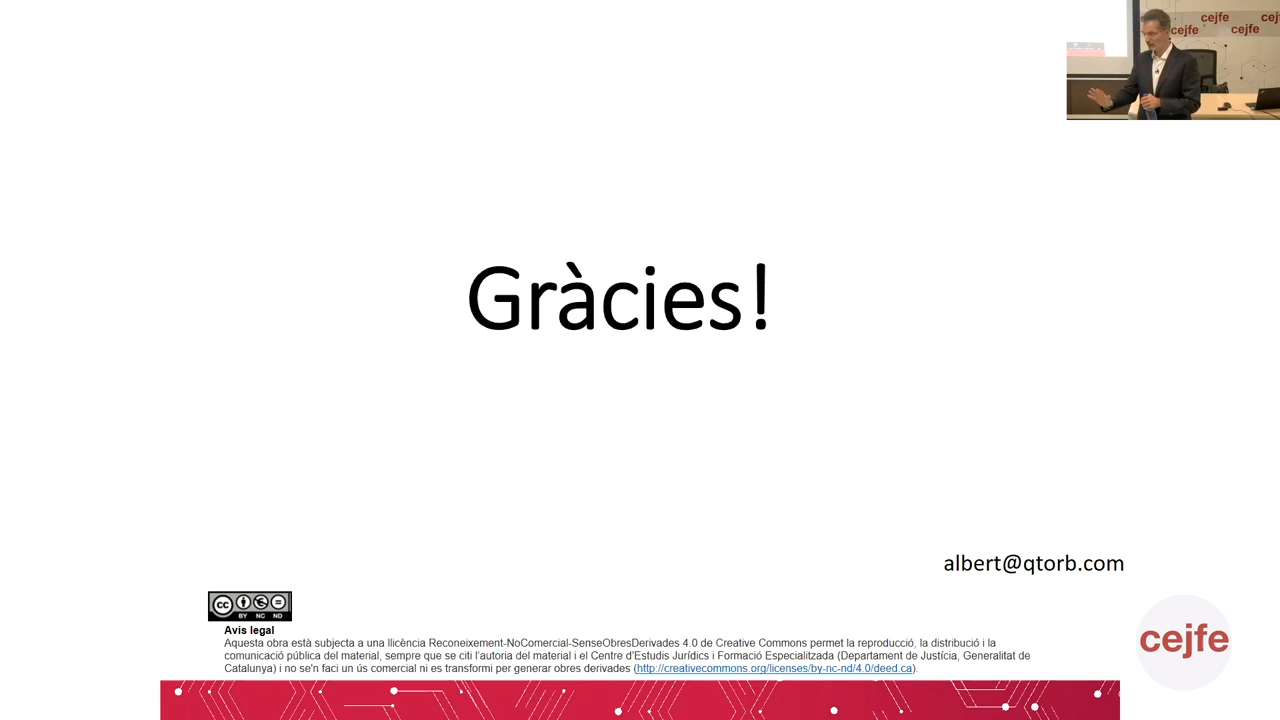 cejfe
cejfe
cejfe
Gràcies!
albert@qtorb.com
cc
BY NC ND
Avís legal
Aquesta obra està subjecta a una llicència Reconeixement-NoComercial-SenseObresDerivades 4.0 de Creative Commons permet la reproducció, la distribució i la
comunicació pública del material, sempre que se citi l'autoria del material i el Centre d'Estudis Jurídics i Formació Especialitzada (Departament de Justícia, Generalitat de
Catalunya) i no se'n faci un ús comercial ni es transformi per generar obres derivades (http://creativecommons.org/licenses/by-nc-nd/4.0/deed.ca).
cejfe